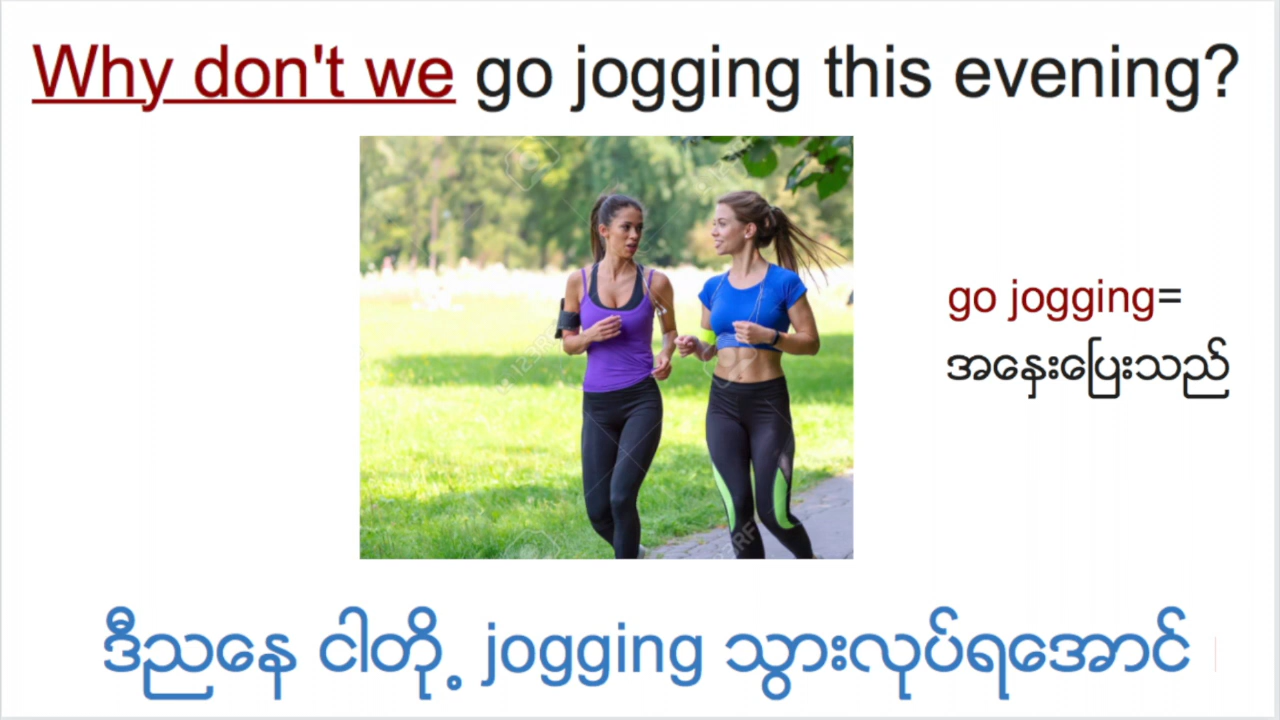 Why don't we go jogging this evening?
go jogging=
အနှေးပြေးသည်
ဒီညနေ ငါတို့ jogging သွားလုပ်ရအောင်